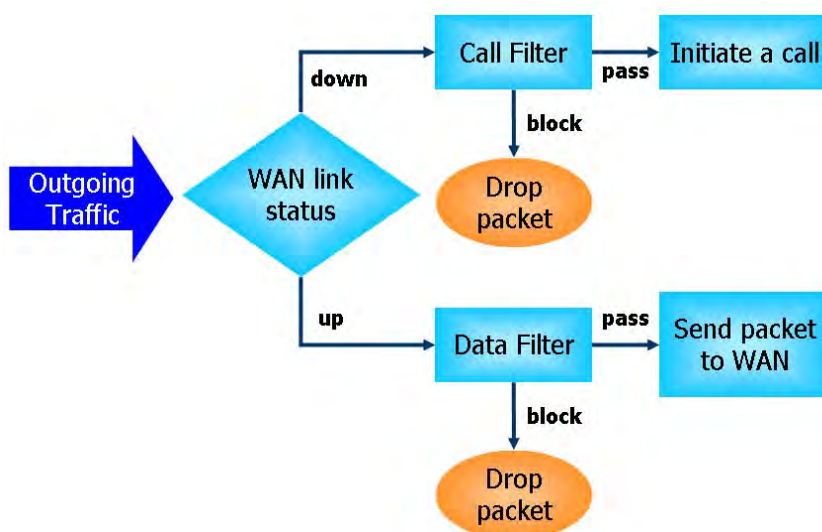 Outgoing
Traffic
WAN link
status
down
Call Filter
pass
Initiate a call
block
Drop
packet
up
Data Filter
pass
Send packet
to WAN
block
Drop
packet